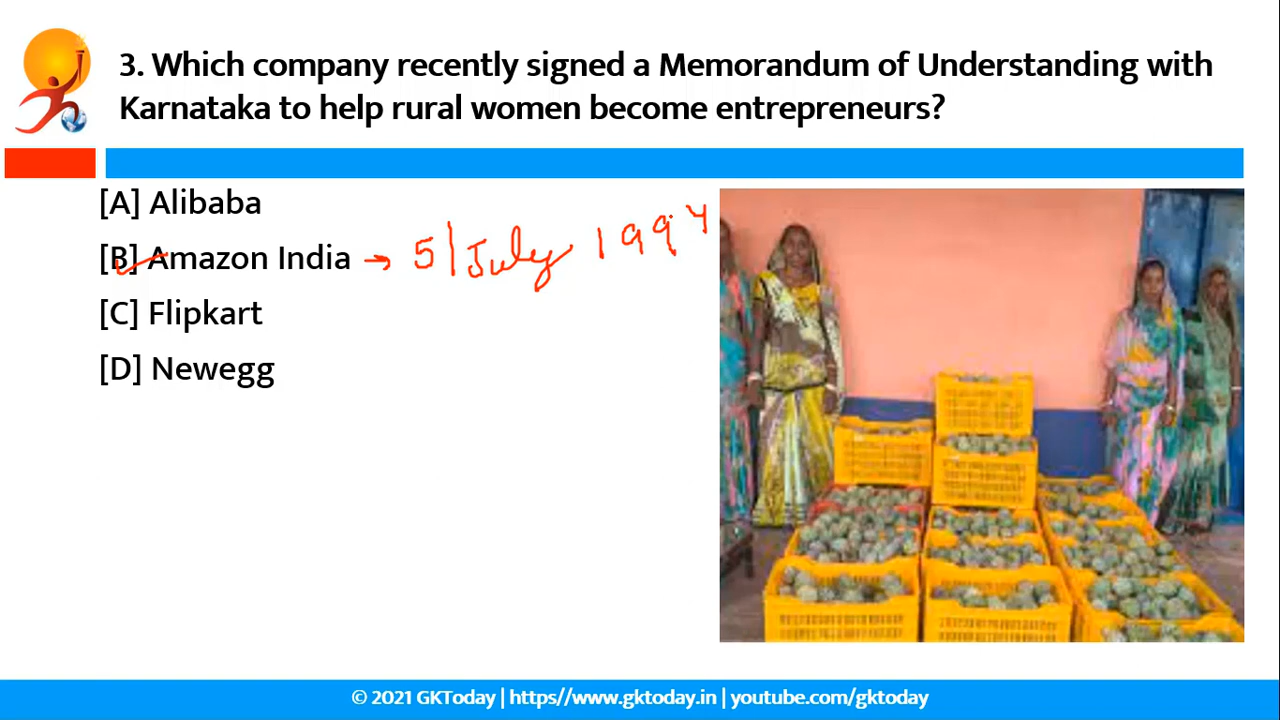 3. Which company recently signed a Memorandum of Understanding with
Karnataka to help rural women become entrepreneurs?
[A] Alibaba
[B] Amazon India → 5|July 1994
[C] Flipkart
[D] Newegg
© 2021 GKToday | https//www.gktoday.in | youtube.com/gktoday